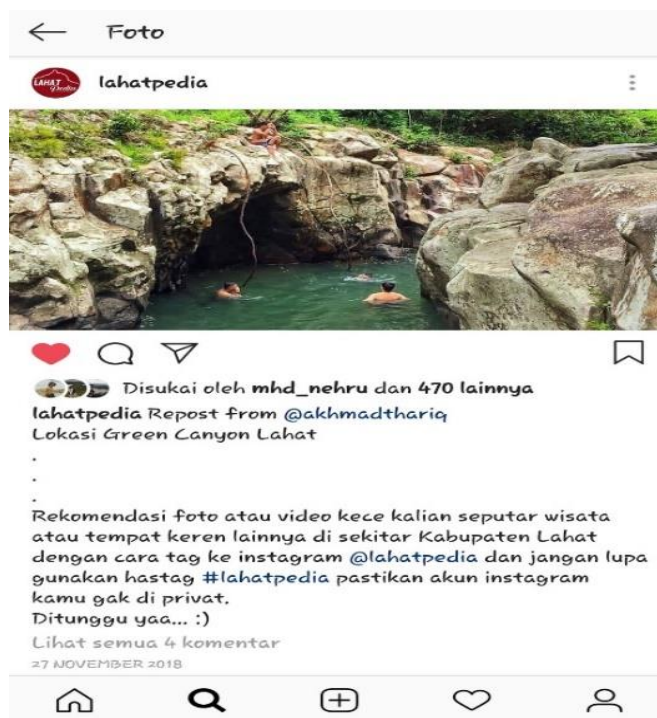 Foto
LAHAT
Pedia
lahatpedia
Disukai oleh mhd_nehru dan 470 lainnya
lahatpedia Repost from @akhmadthariq
Lokasi Green Canyon Lahat
.
.
.
Rekomendasi foto atau video kece kalian seputar wisata
atau tempat keren lainnya di sekitar Kabupaten Lahat
dengan cara tag ke instagram @lahatpedia dan jangan lupa
gunakan hastag #lahatpedia pastikan akun instagram
kamu gak di privat.
Ditunggu yaa... :)
Lihat semua 4 komentar
27 NOVEMBER 2018